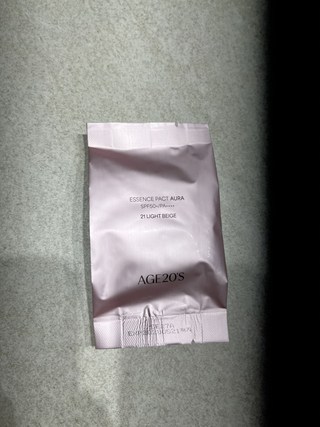 ESSENCE PACT AURA
SPF50+/PA++++
21 LIGHT BEIGE
AGE20'S